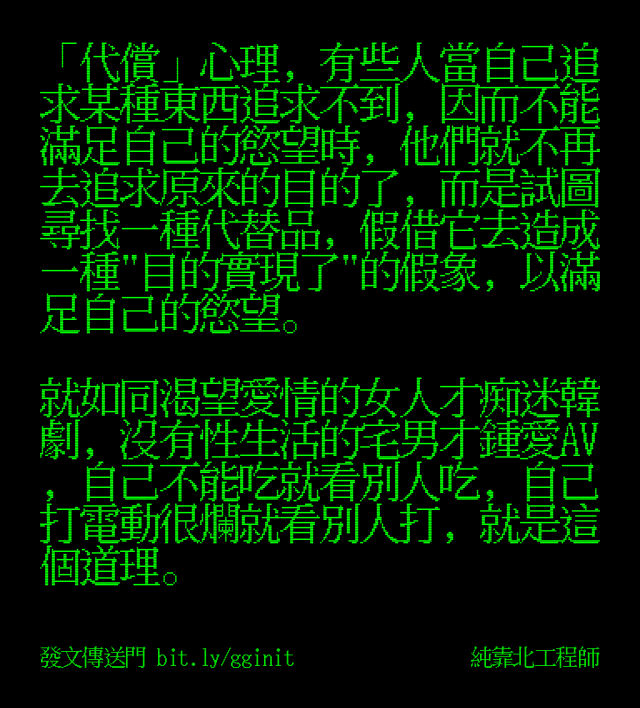 「代償」心理，有些人當自己追
求某種東西追求不到，因而不能
滿足自己的慾望時，他們就不再
去追求原來的目的了，而是試圖
尋找一種代替品，假借它去造成
一種"目的實現了"的假象，以滿
足自己的慾望。
就如同渴望愛情的女人才痴迷韓
劇，沒有性生活的宅男才鍾愛AV
，自己不能吃就看別人吃，自己
打電動很爛就看別人打，就是這
個道理。
發文傳送門 bit.ly/gginit
純靠北工程師